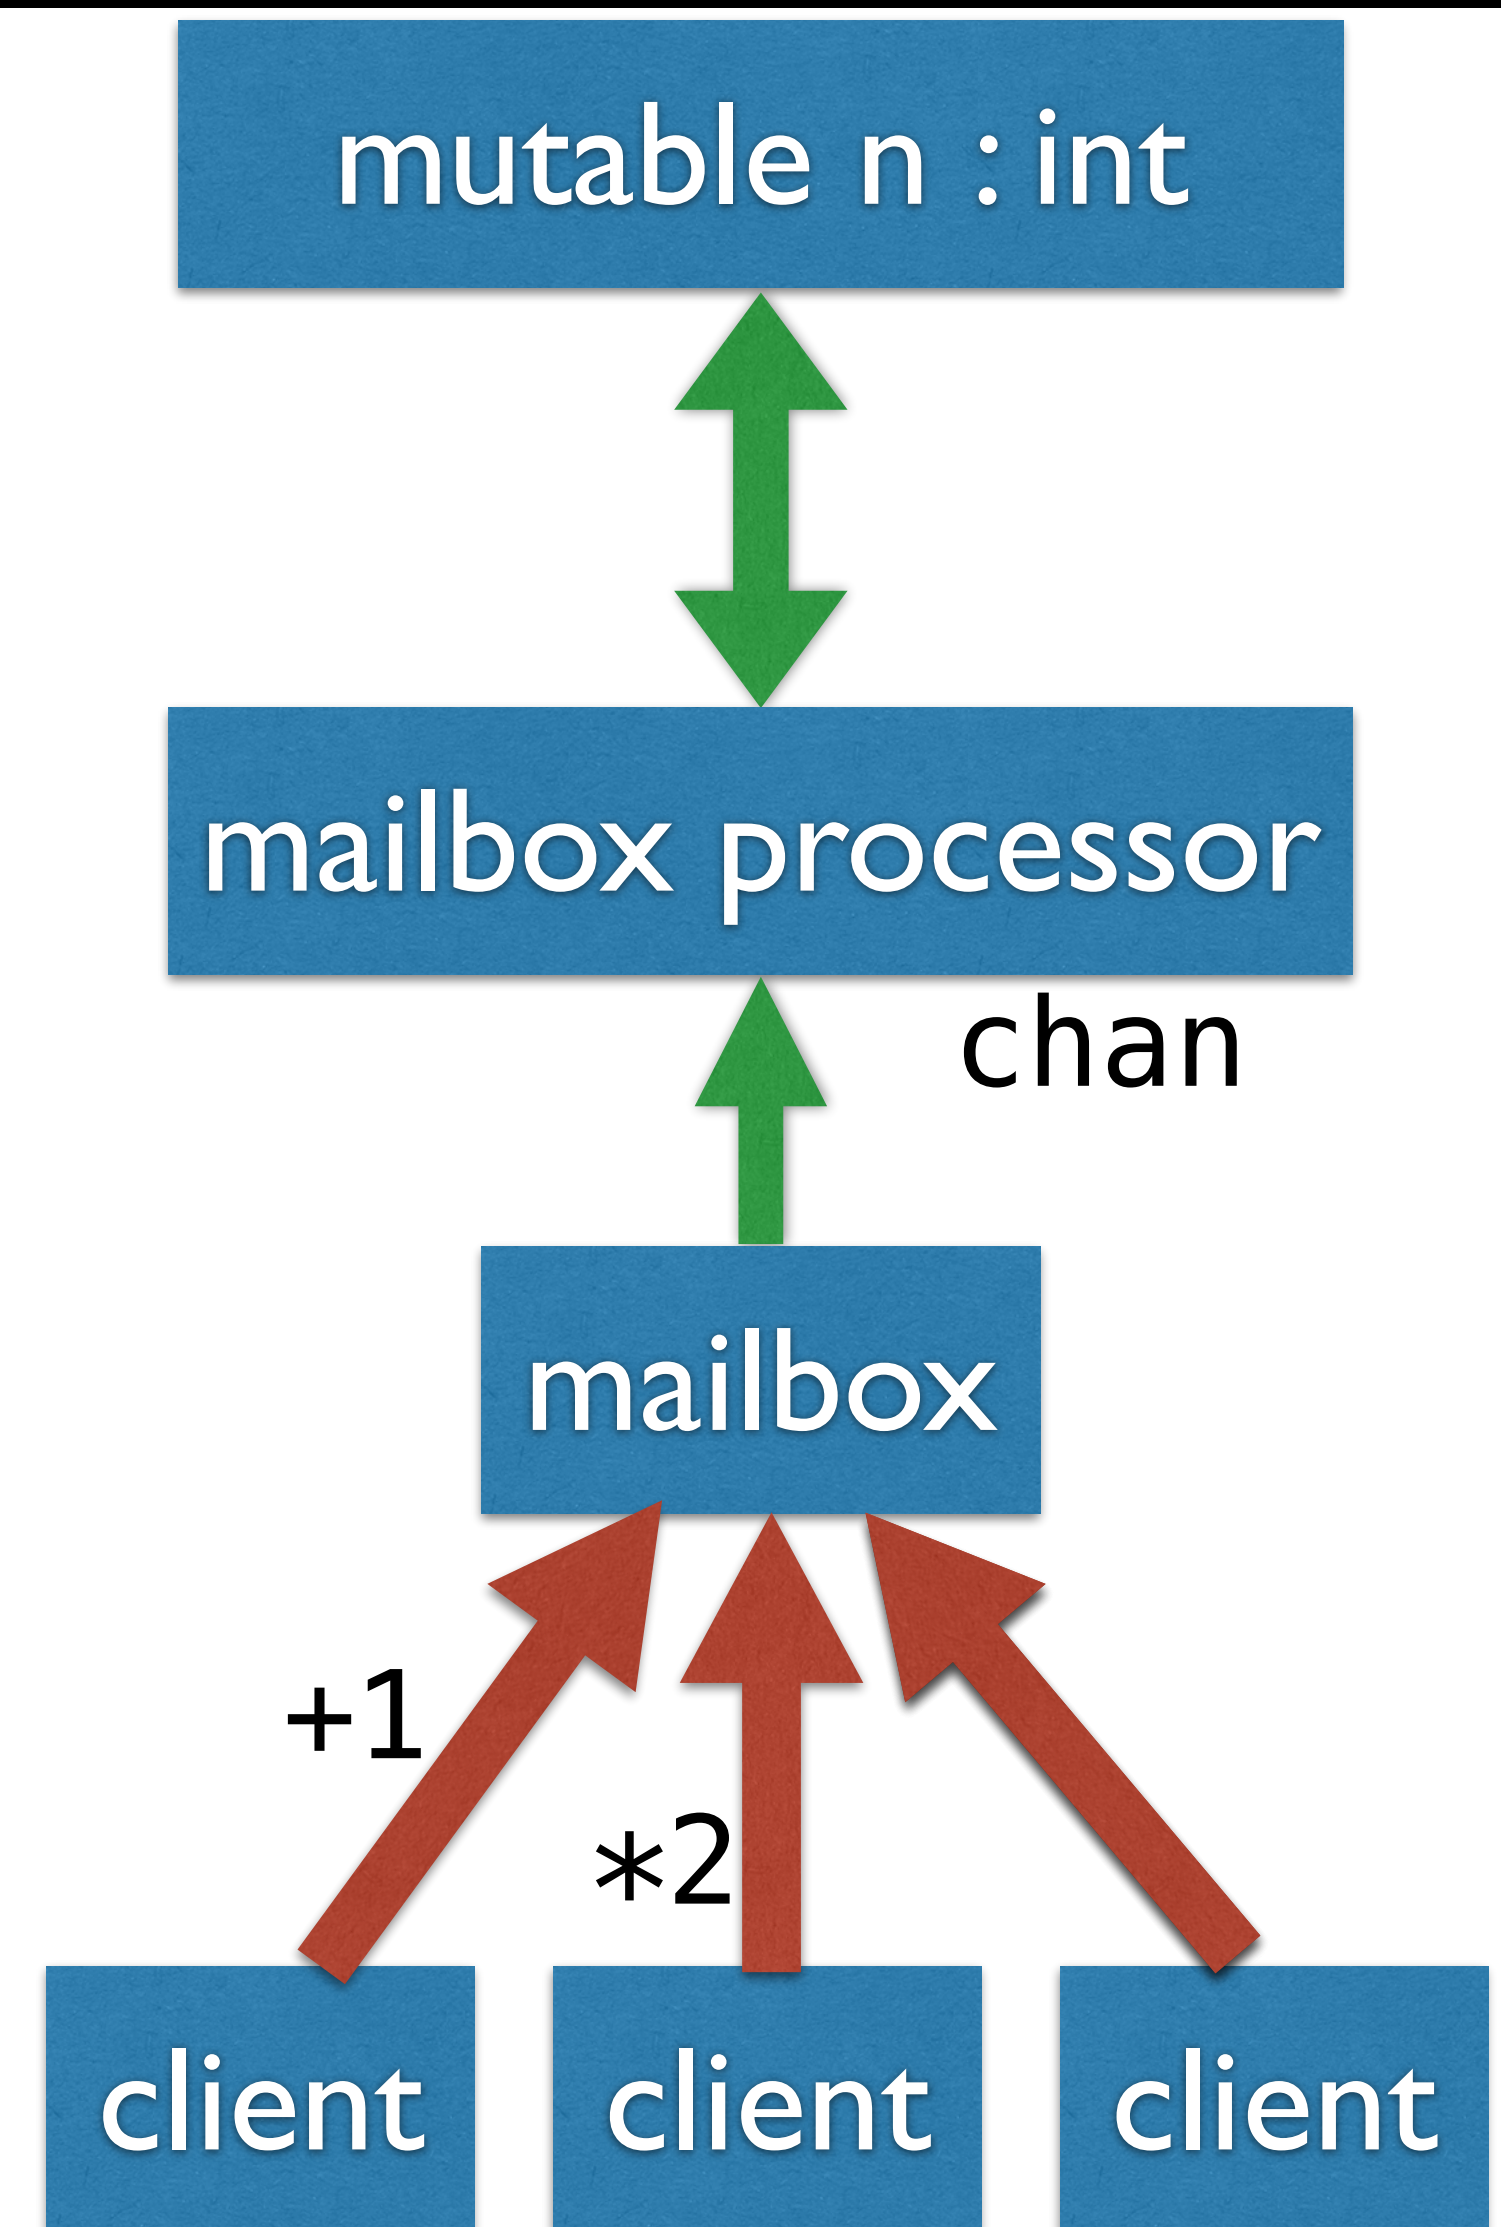 mutable n : int
mailbox processor
chan
mailbox
+1
*2
client client client